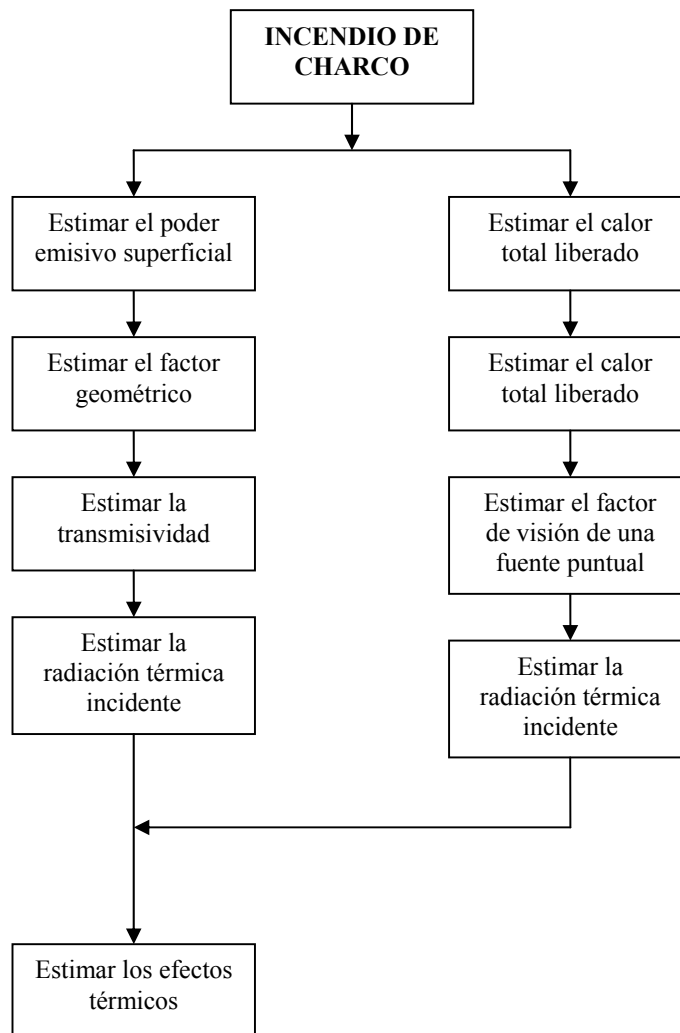 INCENDIO DE
CHARCO
Estimar el poder
emisivo superficial
Estimar el calor
total liberado
Estimar el factor
geométrico
Estimar el calor
total liberado
Estimar la
transmisividad
Estimar el factor
de visión de una
fuente puntual
Estimar la
radiación térmica
incidente
Estimar la
radiación térmica
incidente
Estimar los efectos
térmicos